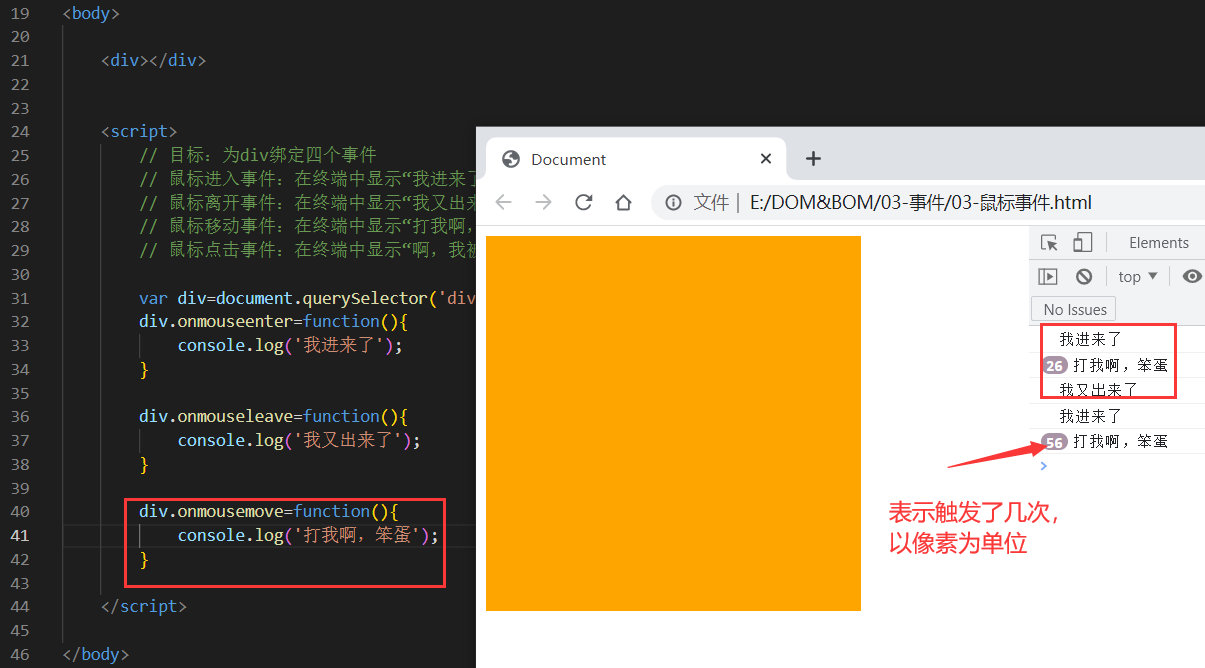 19 <body>
20
21 <div></div>
22
23
24 <script>
25 // 目标：为div绑定四个事件
26 // 鼠标进入事件：在终端中显示“我进来了
27 // 鼠标离开事件：在终端中显示“我又出来
28 // 鼠标移动事件：在终端中显示“打我啊，
29 // 鼠标点击事件：在终端中显示“啊，我被
30
31 var div=document.querySelector('div
32 div.onmouseenter=function(){
33 console.log('我进来了');
34 }
35
36 div.onmouseleave=function(){
37 console.log('我又出来了');
38 }
39
40 div.onmousemove=function(){
41 console.log('打我啊，笨蛋');
42 }
43
44 </script>
45
46 </body>
Document
文件 | E:/DOM&BOM/03-事件/03-鼠标事件.html
Elements
top
No Issues
我进来了
26 打我啊，笨蛋
我又出来了
我进来了
56 打我啊，笨蛋
表示触发了几次，
以像素为单位